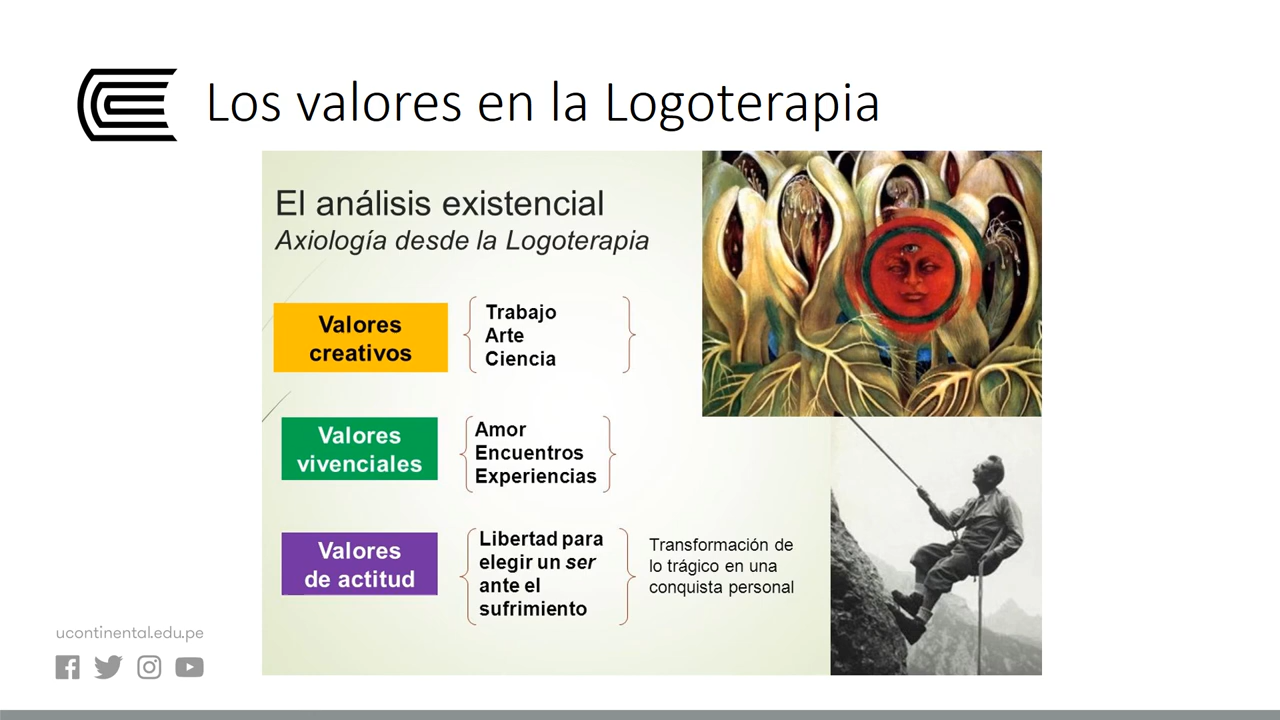 Los valores en la Logoterapia
El análisis existencial
Axiología desde la Logoterapia
Valores
creativos
Trabajo
Arte
Ciencia
Valores
vivenciales
Amor
Encuentros
Experiencias
Valores
de actitud
Libertad para
elegir un ser
ante el
sufrimiento
Transformación de
lo trágico en una
conquista personal
ucontinental.edu.pe